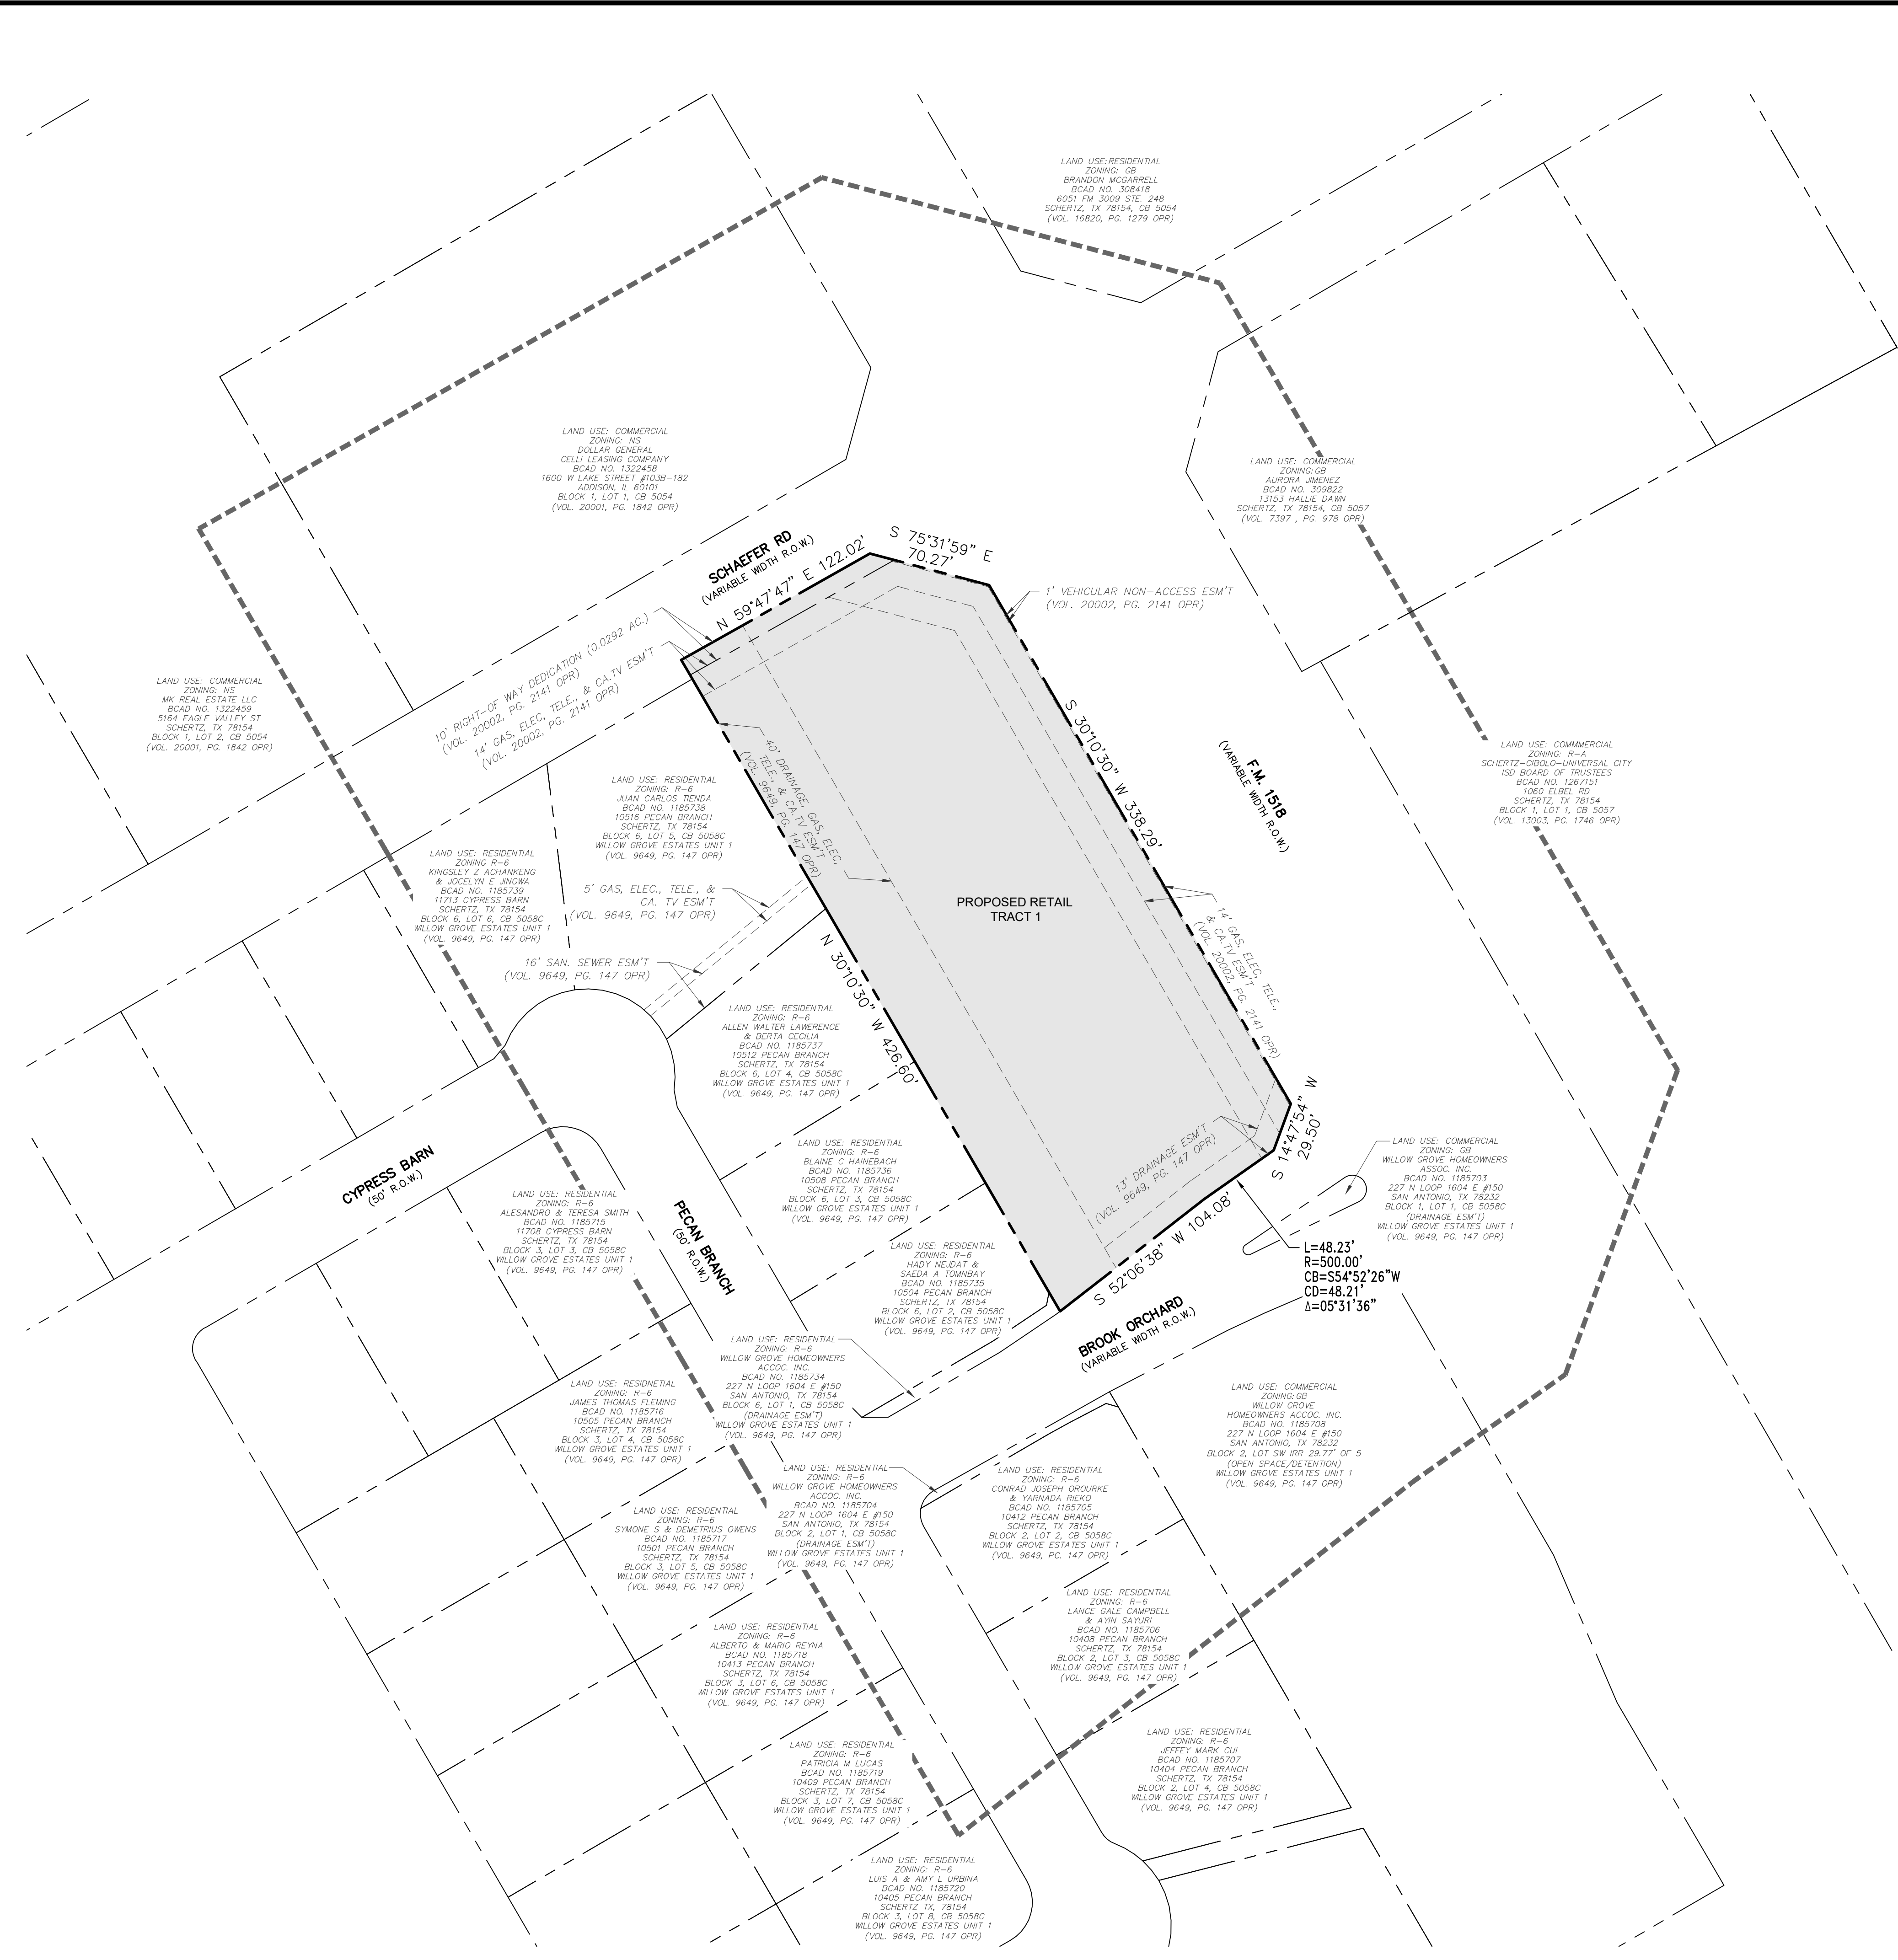 LAND USE:RESIDENTIAL
ZONING: GB
BRANDON MCGARRELL
BCAD NO. 308418
6051 FM 3009 STE. 248
SCHERTZ, TX 78154, CB 5054
(VOL. 16820, PG. 1279 OPR)
LAND USE: COMMERCIAL
ZONING: NS
DOLLAR GENERAL
CELLI LEASING COMPANY
BCAD NO. 1322458
1600 W LAKE STREET #103B-182
ADDISON, IL 60101
BLOCK 1, LOT 1, CB 5054
(VOL. 20001, PG. 1842 OPR)
LAND USE: COMMERCIAL
ZONING:GB
AURORA JIMENEZ
BCAD NO. 309822
13153 HALLIE DAWN
SCHERTZ, TX 78154, CB 5057
(VOL. 7397 , PG. 978 OPR)
SCHAEFER RD
(VARIABLE WIDTH R.O.W.)
N 59°47'47" E 122.02'
S 75°31'59" E
70.27'
1' VEHICULAR NON-ACCESS ESM'T
(VOL. 20002, PG. 2141 OPR)
10' RIGHT-OF WAY DEDICATION (0.0292 AC.)
(VOL. 20002, PG. 2141 OPR)
14' GAS, ELEC, TELE., & CA.TV ESM'T
(VOL. 20002, PG. 2141 OPR)
LAND USE: COMMERCIAL
ZONING: NS
MK REAL ESTATE LLC
BCAD NO. 1322459
5164 EAGLE VALLEY ST
SCHERTZ, TX 78154
BLOCK 1, LOT 2, CB 5054
(VOL. 20001, PG. 1842 OPR)
40' DRAINAGE, GAS, ELEC,
TELE., & CA.TV ESM'T
(VOL. 9649, PG. 147 OPR)
S 30°10'30" W 338.29'
F.M. 1518
(VARIABLE WIDTH R.O.W.)
LAND USE: COMMMERCIAL
ZONING: R-A
SCHERTZ-CIBOLO-UNIVERSAL CITY
ISD BOARD OF TRUSTEES
BCAD NO. 1267151
1060 ELBEL RD
SCHERTZ, TX 78154
BLOCK 1, LOT 1, CB 5057
(VOL. 13003, PG. 1746 OPR)
LAND USE: RESIDENTIAL
ZONING: R-6
JUAN CARLOS TIENDA
BCAD NO. 1185738
10516 PECAN BRANCH
SCHERTZ, TX 78154
BLOCK 6, LOT 5, CB 5058C
WILLOW GROVE ESTATES UNIT 1
(VOL. 9649, PG. 147 OPR)
LAND USE: RESIDENTIAL
ZONING R-6
KINGSLEY Z ACHANKENG
& JOCELYN E JINGWA
BCAD NO. 1185739
11713 CYPRESS BARN
SCHERTZ, TX 78154
BLOCK 6, LOT 6, CB 5058C
WILLOW GROVE ESTATES UNIT 1
(VOL. 9649, PG. 147 OPR)
5' GAS, ELEC., TELE., &
CA. TV ESM'T
(VOL. 9649, PG. 147 OPR)
16' SAN. SEWER ESM'T
(VOL. 9649, PG. 147 OPR)
PROPOSED RETAIL
TRACT 1
14' GAS, ELEC, TELE.,
& CA.TV ESM'T
(VOL. 20002, PG. 2141 OPR)
N 30°10'30" W 426.60'
LAND USE: RESIDENTIAL
ZONING: R-6
ALLEN WALTER LAWERENCE
& BERTA CECILIA
BCAD NO. 1185737
10512 PECAN BRANCH
SCHERTZ, TX 78154
BLOCK 6, LOT 4, CB 5058C
WILLOW GROVE ESTATES UNIT 1
(VOL. 9649, PG. 147 OPR)
LAND USE: RESIDENTIAL
ZONING: R-6
BLAINE C HAINEBACH
BCAD NO. 1185736
10508 PECAN BRANCH
SCHERTZ, TX 78154
BLOCK 6, LOT 3, CB 5058C
WILLOW GROVE ESTATES UNIT 1
(VOL. 9649, PG. 147 OPR)
13' DRAINAGE ESM'T
(VOL. 9649, PG. 147 OPR)
S 14°47'54" W
29.50'
LAND USE: COMMERCIAL
ZONING: GB
WILLOW GROVE HOMEOWNERS
ASSOC. INC.
BCAD NO. 1185703
227 N LOOP 1604 E #150
SAN ANTONIO, TX 78232
BLOCK 1, LOT 1, CB 5058C
(DRAINAGE ESM'T)
WILLOW GROVE ESTATES UNIT 1
(VOL. 9649, PG. 147 OPR)
CYPRESS BARN
(50' R.O.W.)
LAND USE: RESIDENTIAL
ZONING: R-6
ALESANDRO & TERESA SMITH
BCAD NO. 1185715
11708 CYPRESS BARN
SCHERTZ, TX 78154
BLOCK 3, LOT 3, CB 5058C
WILLOW GROVE ESTATES UNIT 1
(VOL. 9649, PG. 147 OPR)
PECAN BRANCH
(50' R.O.W.)
LAND USE: RESIDENTIAL
ZONING: R-6
HADY NEJDAT &
SAEDA A TOMNBAY
BCAD NO. 1185735
10504 PECAN BRANCH
SCHERTZ, TX 78154
BLOCK 6, LOT 2, CB 5058C
WILLOW GROVE ESTATES UNIT 1
(VOL. 9649, PG. 147 OPR)
S 52°06'38" W 104.08'
L=48.23'
R=500.00'
CB=S54°52'26"W
CD=48.21'
Δ=05°31'36"
BROOK ORCHARD
(VARIABLE WIDTH R.O.W.)
LAND USE: RESIDENTIAL
ZONING: R-6
WILLOW GROVE HOMEOWNERS
ACCOC. INC.
BCAD NO. 1185734
227 N LOOP 1604 E #150
SAN ANTONIO, TX 78154
BLOCK 6, LOT 1, CB 5058C
(DRAINAGE ESM'T)
WILLOW GROVE ESTATES UNIT 1
(VOL. 9649, PG. 147 OPR)
LAND USE: RESIDNETIAL
ZONING: R-6
JAMES THOMAS FLEMING
BCAD NO. 1185716
10505 PECAN BRANCH
SCHERTZ, TX 78154
BLOCK 3, LOT 4, CB 5058C
WILLOW GROVE ESTATES UNIT 1
(VOL. 9649, PG. 147 OPR)
LAND USE: COMMERCIAL
ZONING:GB
WILLOW GROVE
HOMEOWNERS ACCOC. INC.
BCAD NO. 1185708
227 N LOOP 1604 E #150
SAN ANTONIO, TX 78232
BLOCK 2, LOT SW IRR 29.77' OF 5
(OPEN SPACE/DETENTION)
WILLOW GROVE ESTATES UNIT 1
(VOL. 9649, PG. 147 OPR)
LAND USE: RESIDENTIAL
ZONING: R-6
WILLOW GROVE HOMEOWNERS
ACCOC. INC.
BCAD NO. 1185704
227 N LOOP 1604 E #150
SAN ANTONIO, TX 78154
BLOCK 2, LOT 1, CB 5058C
(DRAINAGE ESM'T)
WILLOW GROVE ESTATES UNIT 1
(VOL. 9649, PG. 147 OPR)
LAND USE: RESIDENTIAL
ZONING: R-6
CONRAD JOSEPH OROURKE
& YARNADA RIEKO
BCAD NO. 1185705
10412 PECAN BRANCH
SCHERTZ, TX 78154
BLOCK 2, LOT 2, CB 5058C
WILLOW GROVE ESTATES UNIT 1
(VOL. 9649, PG. 147 OPR)
LAND USE: RESIDENTIAL
ZONING: R-6
SYMONE S & DEMETRIUS OWENS
BCAD NO. 1185717
10501 PECAN BRANCH
SCHERTZ, TX 78154
BLOCK 3, LOT 5, CB 5058C
WILLOW GROVE ESTATES UNIT 1
(VOL. 9649, PG. 147 OPR)
LAND USE: RESIDENTIAL
ZONING: R-6
LANCE GALE CAMPBELL
& AYIN SAYURI
BCAD NO. 1185706
10408 PECAN BRANCH
SCHERTZ, TX 78154
BLOCK 2, LOT 3, CB 5058C
WILLOW GROVE ESTATES UNIT 1
(VOL. 9649, PG. 147 OPR)
LAND USE: RESIDENTIAL
ZONING: R-6
ALBERTO & MARIO REYNA
BCAD NO. 1185718
10413 PECAN BRANCH
SCHERTZ, TX 78154
BLOCK 3, LOT 6, CB 5058C
WILLOW GROVE ESTATES UNIT 1
(VOL. 9649, PG. 147 OPR)
LAND USE: RESIDENTIAL
ZONING: R-6
JEFFEY MARK CUI
BCAD NO. 1185707
10404 PECAN BRANCH
SCHERTZ, TX 78154
BLOCK 2, LOT 4, CB 5058C
WILLOW GROVE ESTATES UNIT 1
(VOL. 9649, PG. 147 OPR)
LAND USE: RESIDENTIAL
ZONING: R-6
PATRICIA M LUCAS
BCAD NO. 1185719
10409 PECAN BRANCH
SCHERTZ, TX 78154
BLOCK 3, LOT 7, CB 5058C
WILLOW GROVE ESTATES UNIT 1
(VOL. 9649, PG. 147 OPR)
LAND USE: RESIDENTIAL
ZONING: R-6
LUIS A & AMY L URBINA
BCAD NO. 1185720
10405 PECAN BRANCH
SCHERTZ TX, 78154
BLOCK 3, LOT 8, CB 5058C
WILLOW GROVE ESTATES UNIT 1
(VOL. 9649, PG. 147 OPR)